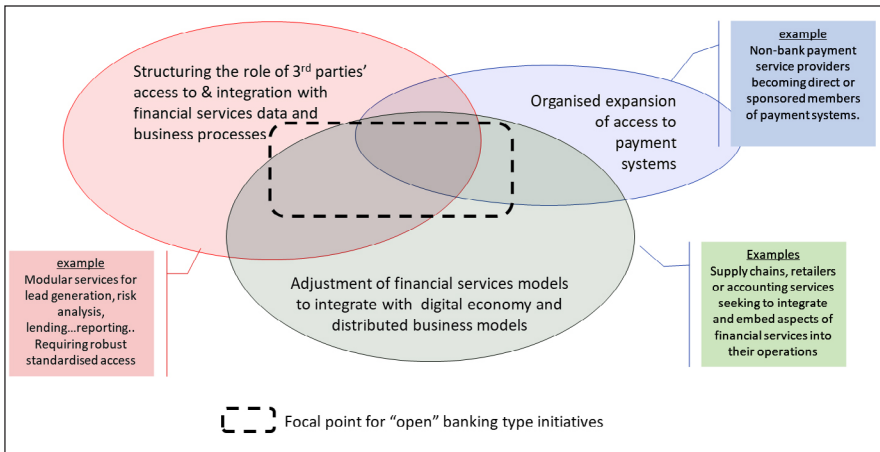 Structuring the role of 3rd parties'
access to & integration with
financial services data and
business processes
Organised expansion
of access to
payment
systems
example
Non-bank payment
service providers
becoming direct or
sponsored members
of payment systems.
example
Modular services for
lead generation, risk
analysis,
lending...reporting..
Requiring robust
standardised access
Adjustment of financial services models
to integrate with digital economy and
distributed business models
Examples
Supply chains, retailers
or accounting services
seeking to integrate
and embed aspects of
financial services into
their operations
Focal point for “open” banking type initiatives